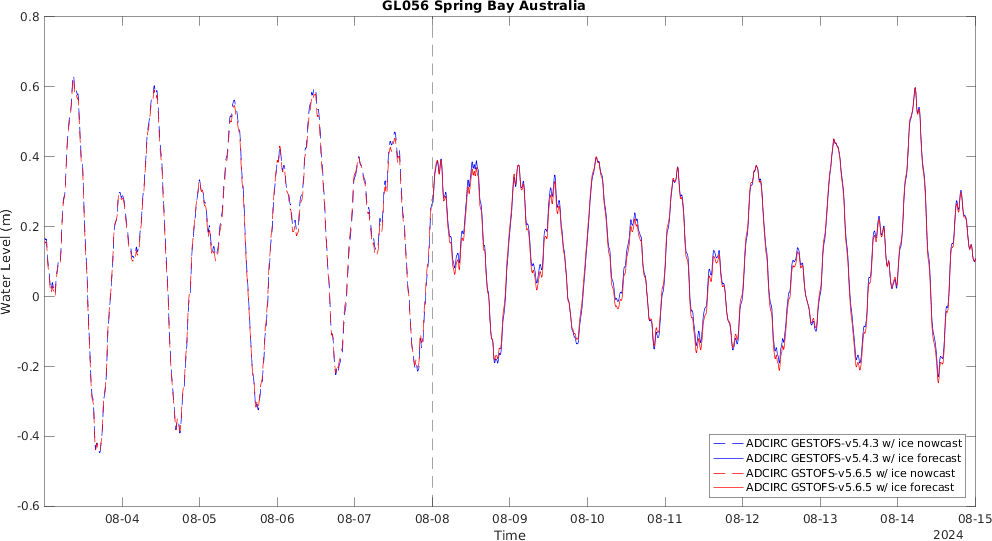 GL056 Spring Bay Australia
Water Level (m)
0.8
0.6
0.4
0.2
0
-0.2
-0.4
-0.6
ADCIRC GESTOFS-v5.4.3 w/ ice nowcast
ADCIRC GESTOFS-v5.4.3 w/ ice forecast
ADCIRC GSTOFS-v5.6.5 w/ ice nowcast
ADCIRC GSTOFS-v5.6.5 w/ ice forecast
08-04 08-05 08-06 08-07 08-08 08-09 08-10 08-11 08-12 08-13 08-14 08-15
Time
2024